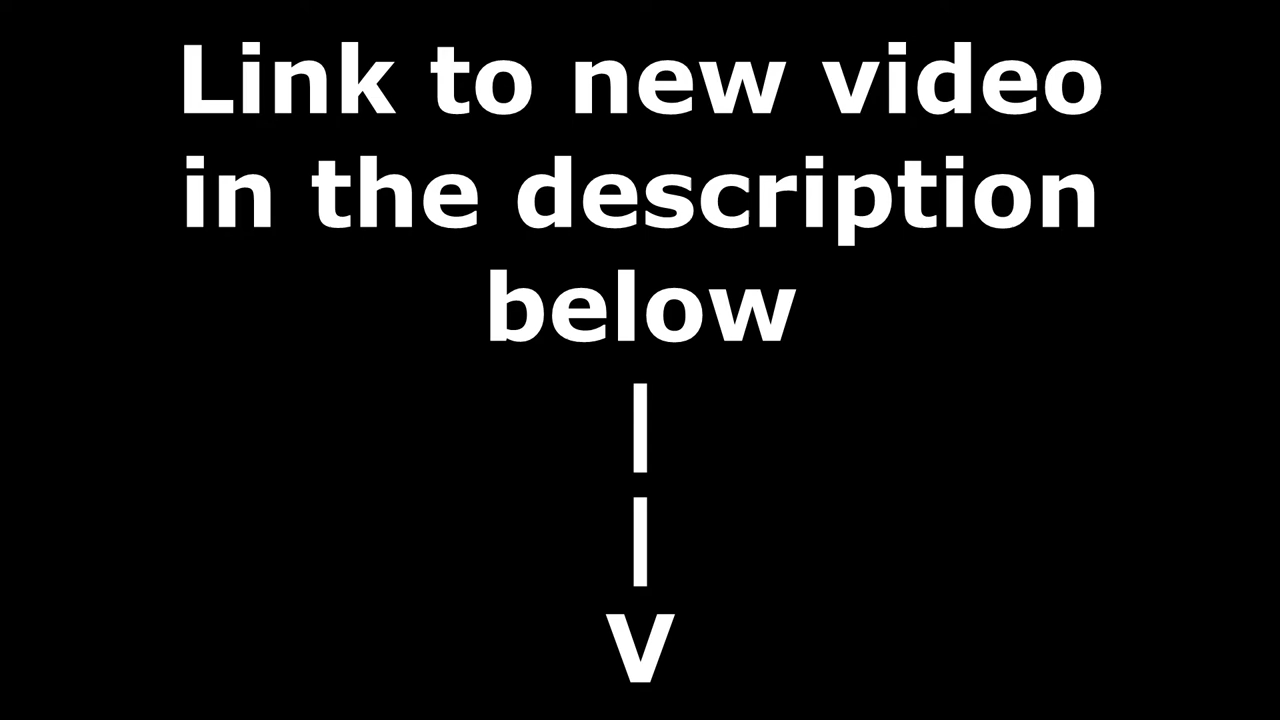 Link to new video
in the description
below
|
|
V